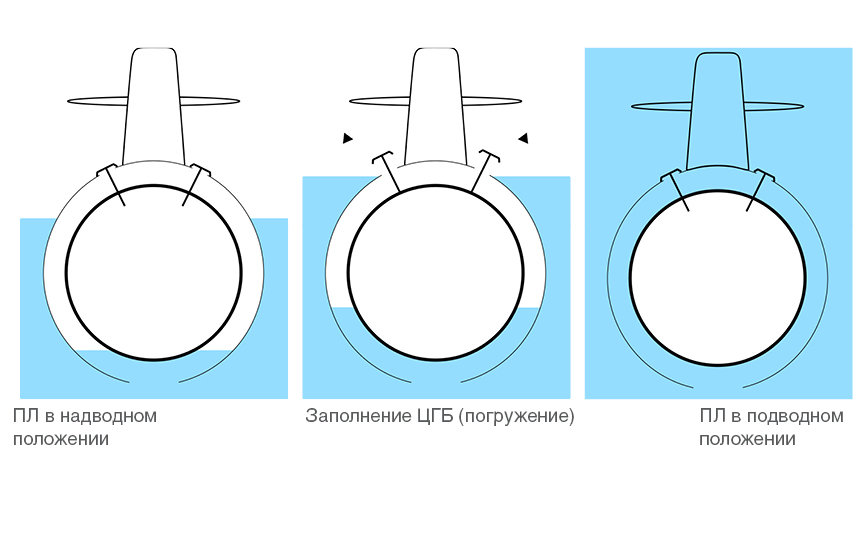 ПЛ в надводном
положении
Заполнение ЦГБ (погружение)
ПЛ в подводном
положении